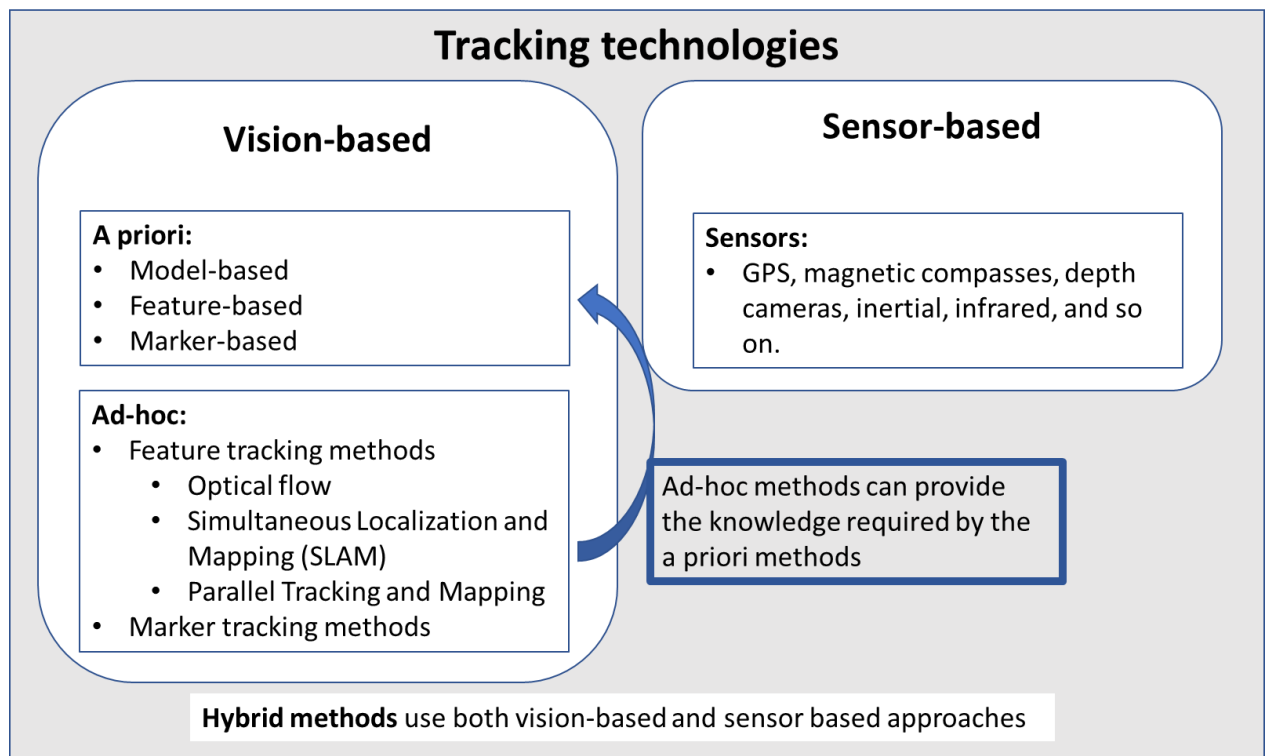 Tracking technologies
Vision-based
A priori:
• Model-based
• Feature-based
• Marker-based
Ad-hoc:
• Feature tracking methods
• Optical flow
• Simultaneous Localization and
Mapping (SLAM)
• Parallel Tracking and Mapping
• Marker tracking methods
Sensor-based
Sensors:
• GPS, magnetic compasses, depth
cameras, inertial, infrared, and so
on.
Ad-hoc methods can provide
the knowledge required by the
a priori methods
Hybrid methods use both vision-based and sensor based approaches